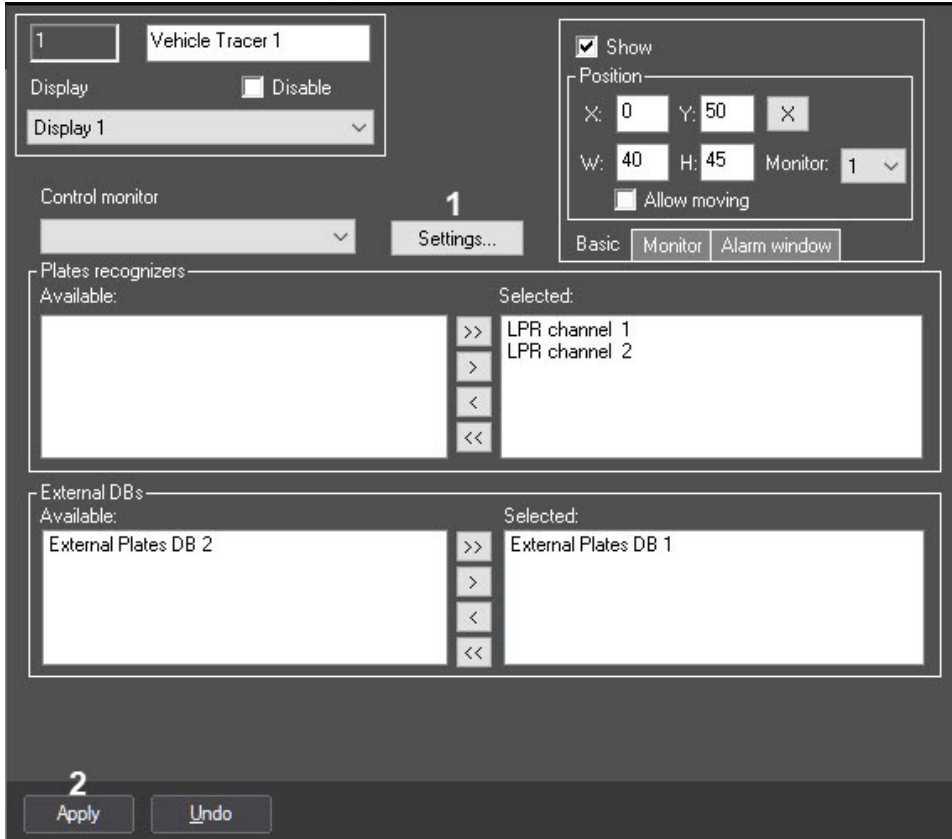 1 Vehicle Tracer 1
Display Disable
Display 1
Show
Position
X: 0 Y: 50 X
W: 40 H: 45 Monitor: 1
Allow moving
Basic Monitor Alarm window
Control monitor
1
Settings...
Plates recognizers
Available: Selected:
>> LPR channel 1
LPR channel 2
>
<
<<
External DBs
Available: Selected:
External Plates DB 2 >> External Plates DB 1
>
<
<<
2
Apply Undo